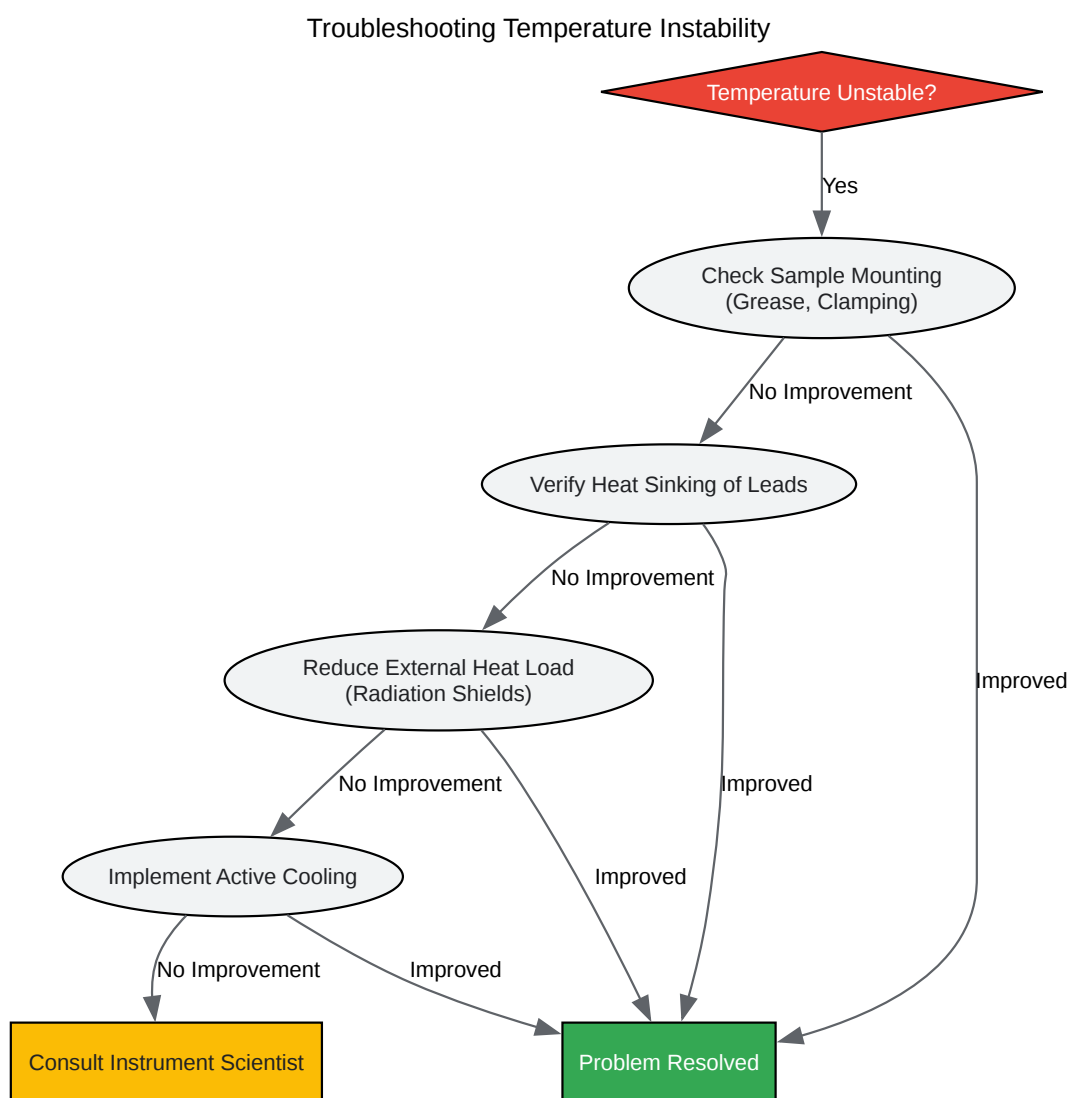 Troubleshooting Temperature Instability
Temperature Unstable?
Yes
Check Sample Mounting
(Grease, Clamping)
No Improvement
Verify Heat Sinking of Leads
No Improvement
Reduce External Heat Load
(Radiation Shields)
Improved
No Improvement
Improved
Implement Active Cooling
Improved
No Improvement
Improved
Consult Instrument Scientist
Problem Resolved